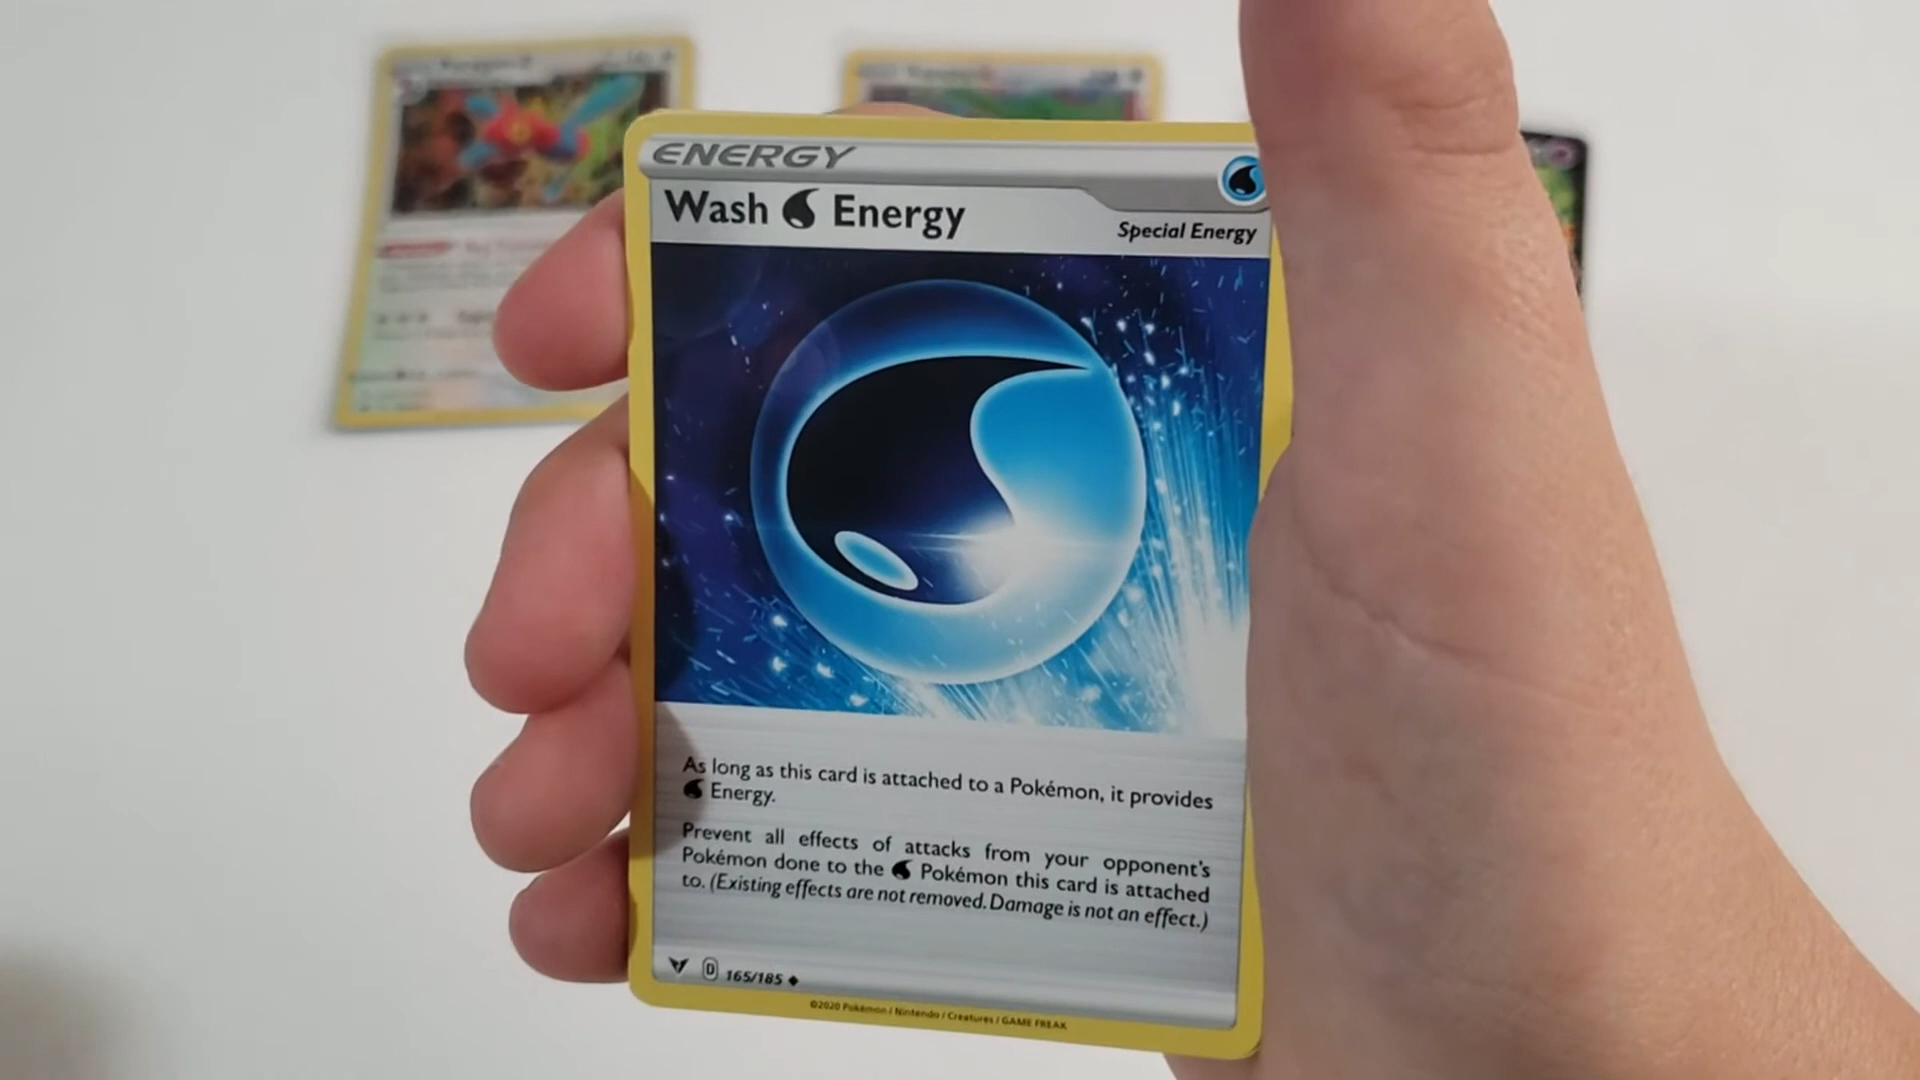 ENERGY
Wash Energy
Special Energy
As long as this card is attached to a Pokémon, it provides
Energy.
Prevent all effects of attacks from your opponent's
Pokémon done to the Pokémon this card is attached
to. (Existing effects are not removed. Damage is not an effect.)
D 165/185
©2020 Pokémon / Nintendo / Creatures / GAME FREAK